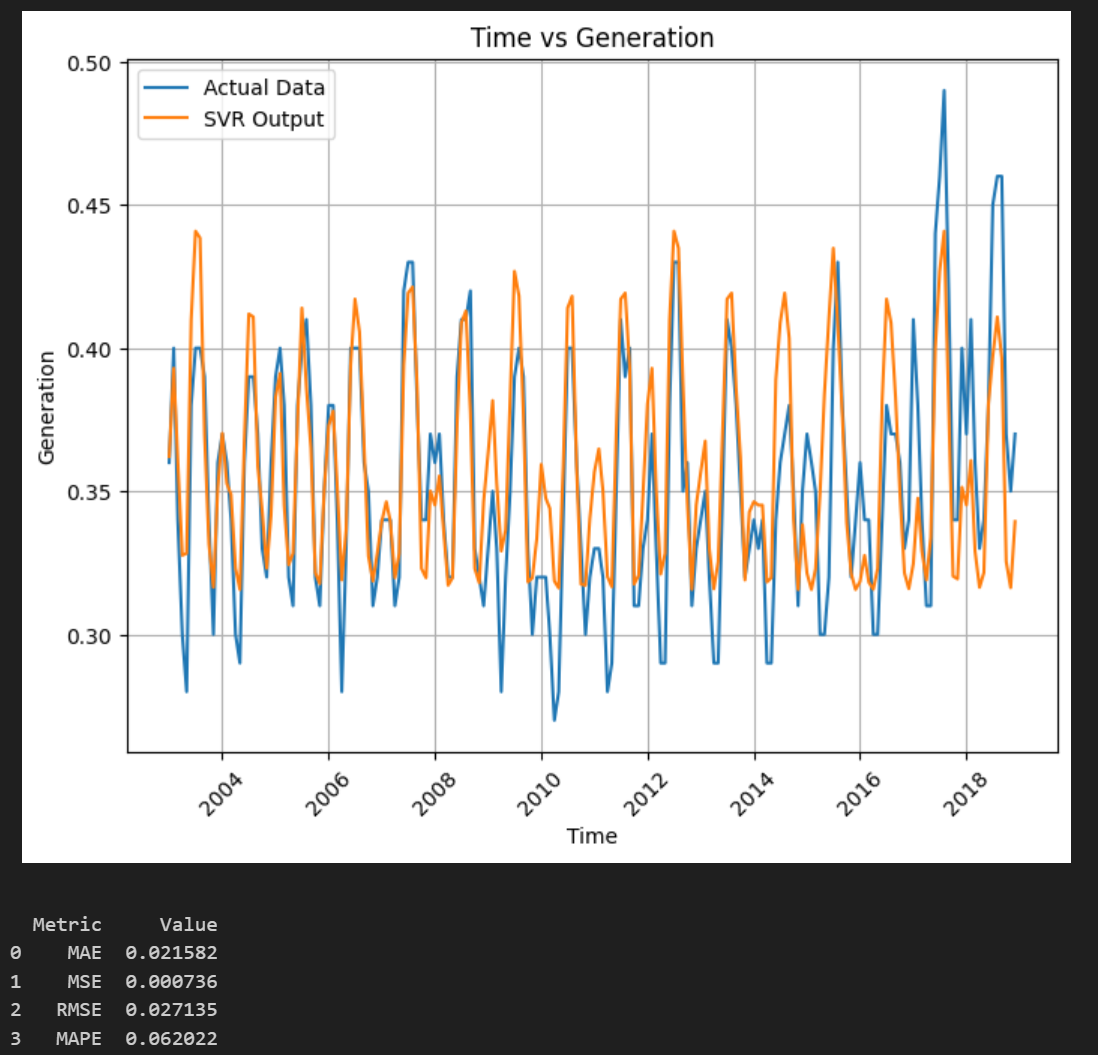 Time vs Generation
Actual Data
SVR Output
0.50
0.45
0.40
0.35
0.30
Generation
2004 2006 2008 2010 2012 2014 2016 2018
Time
Metric Value
0 MAE 0.021582
1 MSE 0.000736
2 RMSE 0.027135
3 MAPE 0.062022